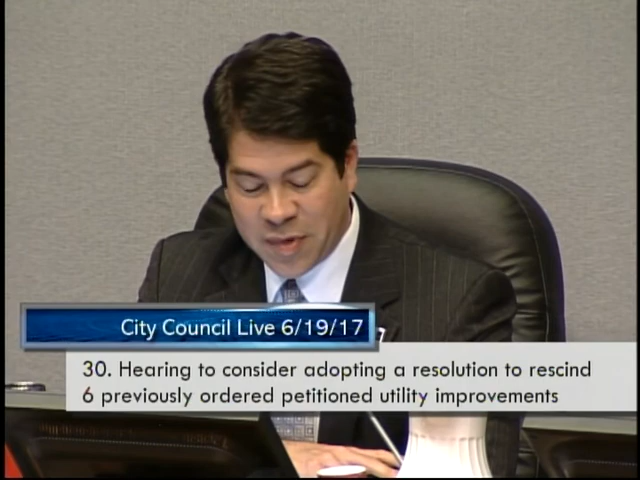 City Council Live 6/19/17
30. Hearing to consider adopting a resolution to rescind
6 previously ordered petitioned utility improvements